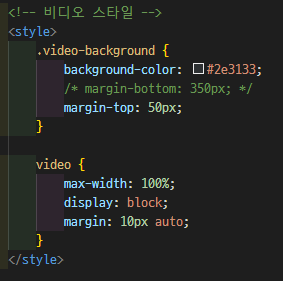 <!-- 비디오 스타일 -->
<style>
.video-background {
background-color: #2e3133;
/* margin-bottom: 350px; */
margin-top: 50px;
}
video {
max-width: 100%;
display: block;
margin: 10px auto;
}
</style>